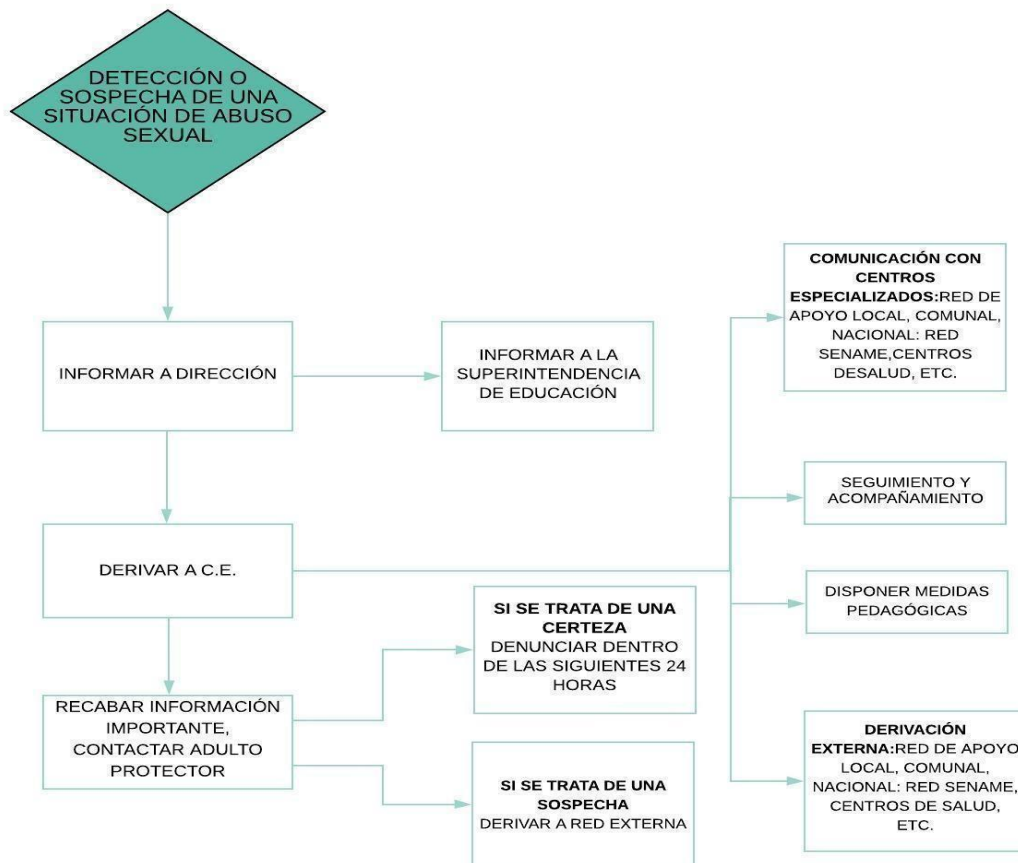 DETECCIÓN O
SOSPECHA DE UNA
SITUACIÓN DE ABUSO
SEXUAL
INFORMAR A DIRECCIÓN
INFORMAR A LA
SUPERINTENDENCIA
DE EDUCACIÓN
DERIVAR A C.E.
RECABAR INFORMACIÓN
IMPORTANTE,
CONTACTAR ADULTO
PROTECTOR
SI SE TRATA DE UNA
CERTEZA
DENUNCIAR DENTRO
DE LAS SIGUIENTES 24
HORAS
SI SE TRATA DE UNA
SOSPECHA
DERIVAR A RED EXTERNA
COMUNICACIÓN CON
CENTROS
ESPECIALIZADOS:RED DE
APOYO LOCAL, COMUNAL,
NACIONAL: RED
SENAME,CENTROS
DESALUD, ETC.
SEGUIMIENTO Y
ACOMPAÑAMIENTO
DISPONER MEDIDAS
PEDAGÓGICAS
DERIVACIÓN
EXTERNA:RED DE APOYO
LOCAL, COMUNAL,
NACIONAL: RED SENAME,
CENTROS DE SALUD,
ETC.